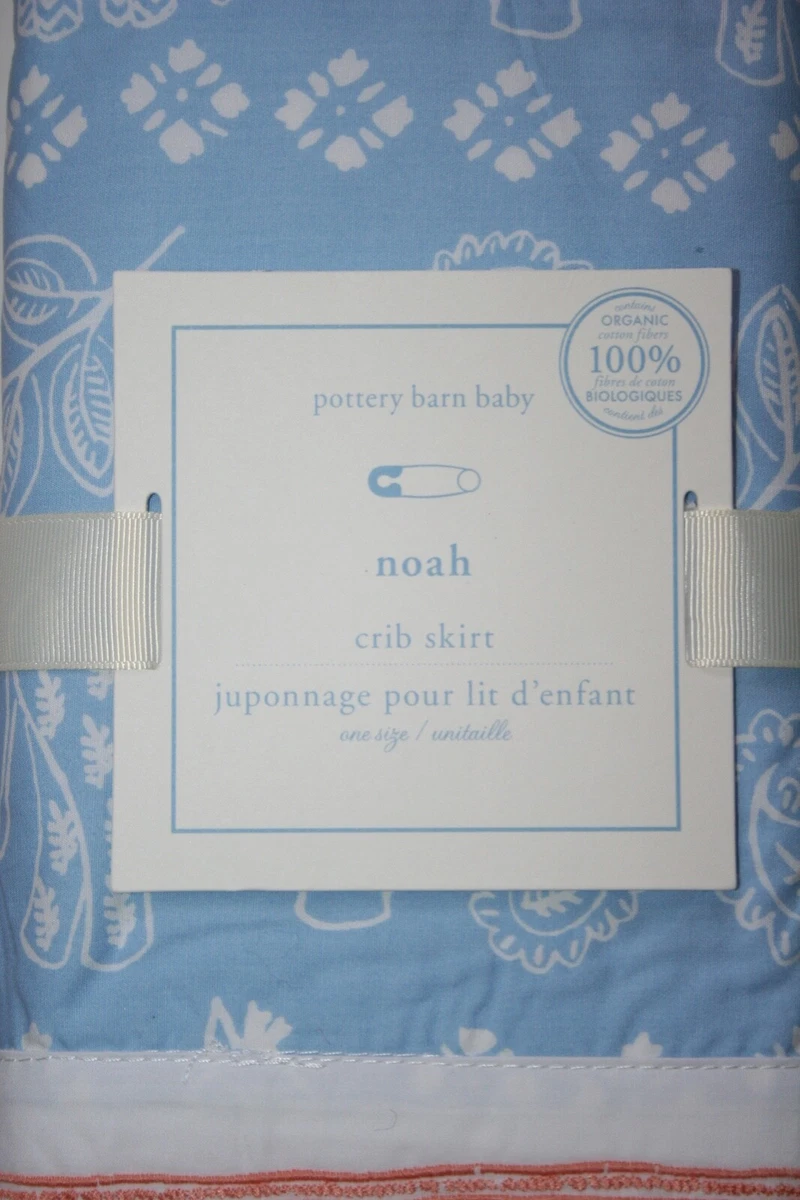 contains
ORGANIC
cotton fibers
100%
fibres de coton
BIOLOGIQUES
contient des
pottery barn baby
noah
crib skirt
juponnage pour lit d'enfant
one size / unitaille